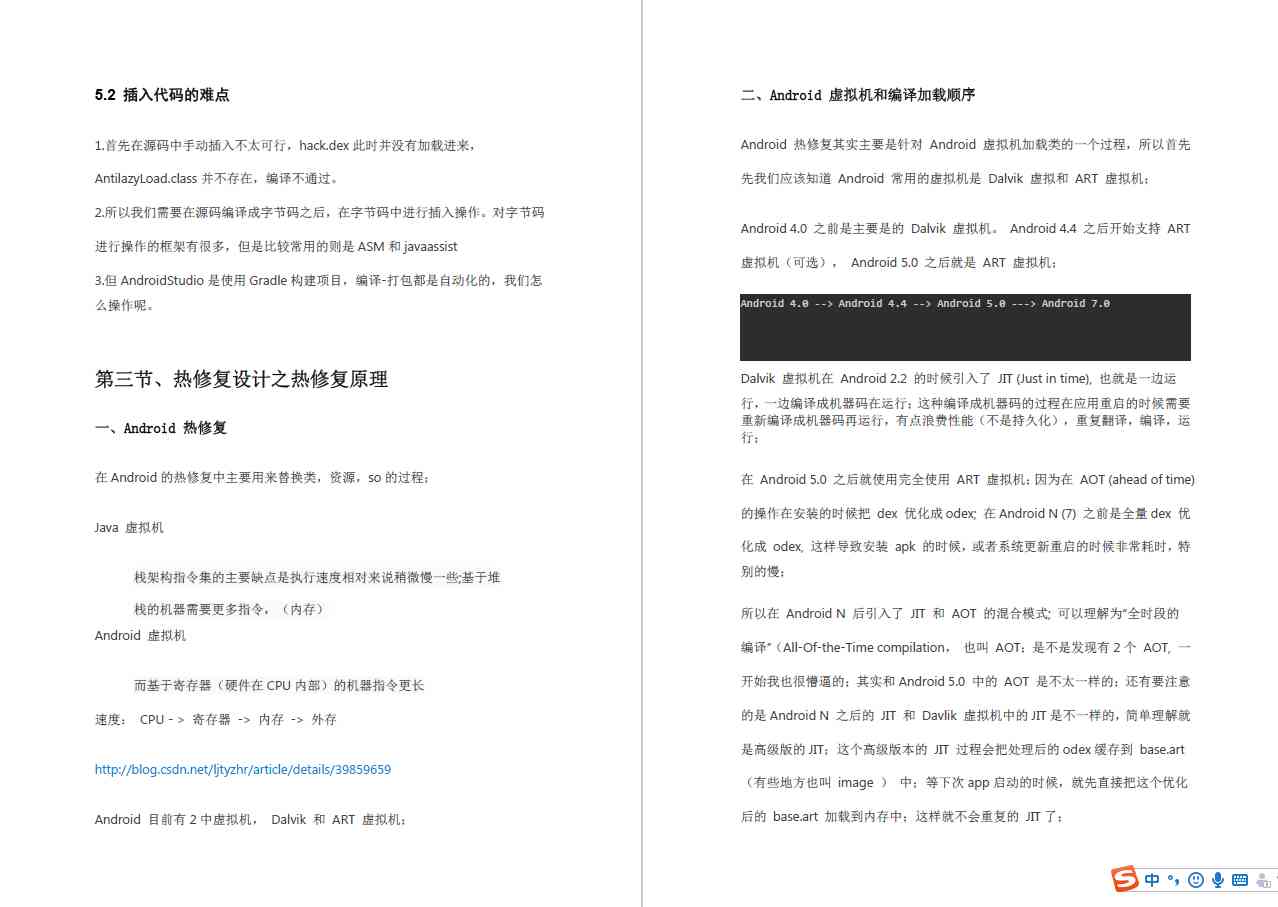 5.2 插入代码的难点
1.首先在源码中手动插入不太可行，hack.dex 此时并没有加载进来，
AntilazyLoad.class 并不存在，编译不通过。
2.所以我们需要在源码编译成字节码之后，在字节码中进行插入操作。对字节码
进行操作的框架有很多，但是比较常用的则是 ASM 和 javaassist
3.但 AndroidStudio 是使用 Gradle 构建项目，编译-打包都是自动化的，我们怎
么操作呢。
第三节、热修复设计之热修复原理
一、Android 热修复
在 Android 的热修复中主要用来替换类，资源，so 的过程；
Java 虚拟机
栈架构指令集的主要缺点是执行速度相对来说稍微慢一些;基于堆
栈的机器需要更多指令，（内存）
Android 虚拟机
而基于寄存器（硬件在 CPU 内部）的机器指令更长
速度： CPU - > 寄存器 -> 内存 -> 外存
http://blog.csdn.net/ljtyzhr/article/details/39859659
Android 目前有 2 中虚拟机， Dalvik 和 ART 虚拟机；
二、Android 虚拟机和编译加载顺序
Android 热修复其实主要是针对 Android 虚拟机加载类的一个过程，所以首先
先我们应该知道 Android 常用的虚拟机是 Dalvik 虚拟和 ART 虚拟机；
Android 4.0 之前是主要是的 Dalvik 虚拟机。 Android 4.4 之后开始支持 ART
虚拟机（可选）， Android 5.0 之后就是 ART 虚拟机；
Android 4.0 --> Android 4.4 --> Android 5.0 ---> Android 7.0
Dalvik 虚拟机在 Android 2.2 的时候引入了 JIT (Just in time), 也就是一边运
行，一边编译成机器码在运行；这种编译成机器码的过程在应用重启的时候需要
重新编译成机器码再运行，有点浪费性能（不是持久化），重复翻译，编译，运
行；
在 Android 5.0 之后就使用完全使用 ART 虚拟机；因为在 AOT (ahead of time)
的操作在安装的时候把 dex 优化成 odex; 在 Android N (7) 之前是全量 dex 优
化成 odex, 这样导致安装 apk 的时候，或者系统更新重启的时候非常耗时，特
别的慢；
所以在 Android N 后引入了 JIT 和 AOT 的混合模式; 可以理解为“全时段的
编译”（All-Of-the-Time compilation， 也叫 AOT；是不是发现有 2 个 AOT, 一
开始我也很懵逼的；其实和 Android 5.0 中的 AOT 是不太一样的；还有要注意
的是 Android N 之后的 JIT 和 Davlik 虚拟机中的 JIT 是不一样的，简单理解就
是高级版的 JIT；这个高级版本的 JIT 过程会把处理后的 odex 缓存到 base.art
（有些地方也叫 image ） 中；等下次 app 启动的时候，就先直接把这个优化
后的 base.art 加载到内存中；这样就不会重复的 JIT 了；
S 中